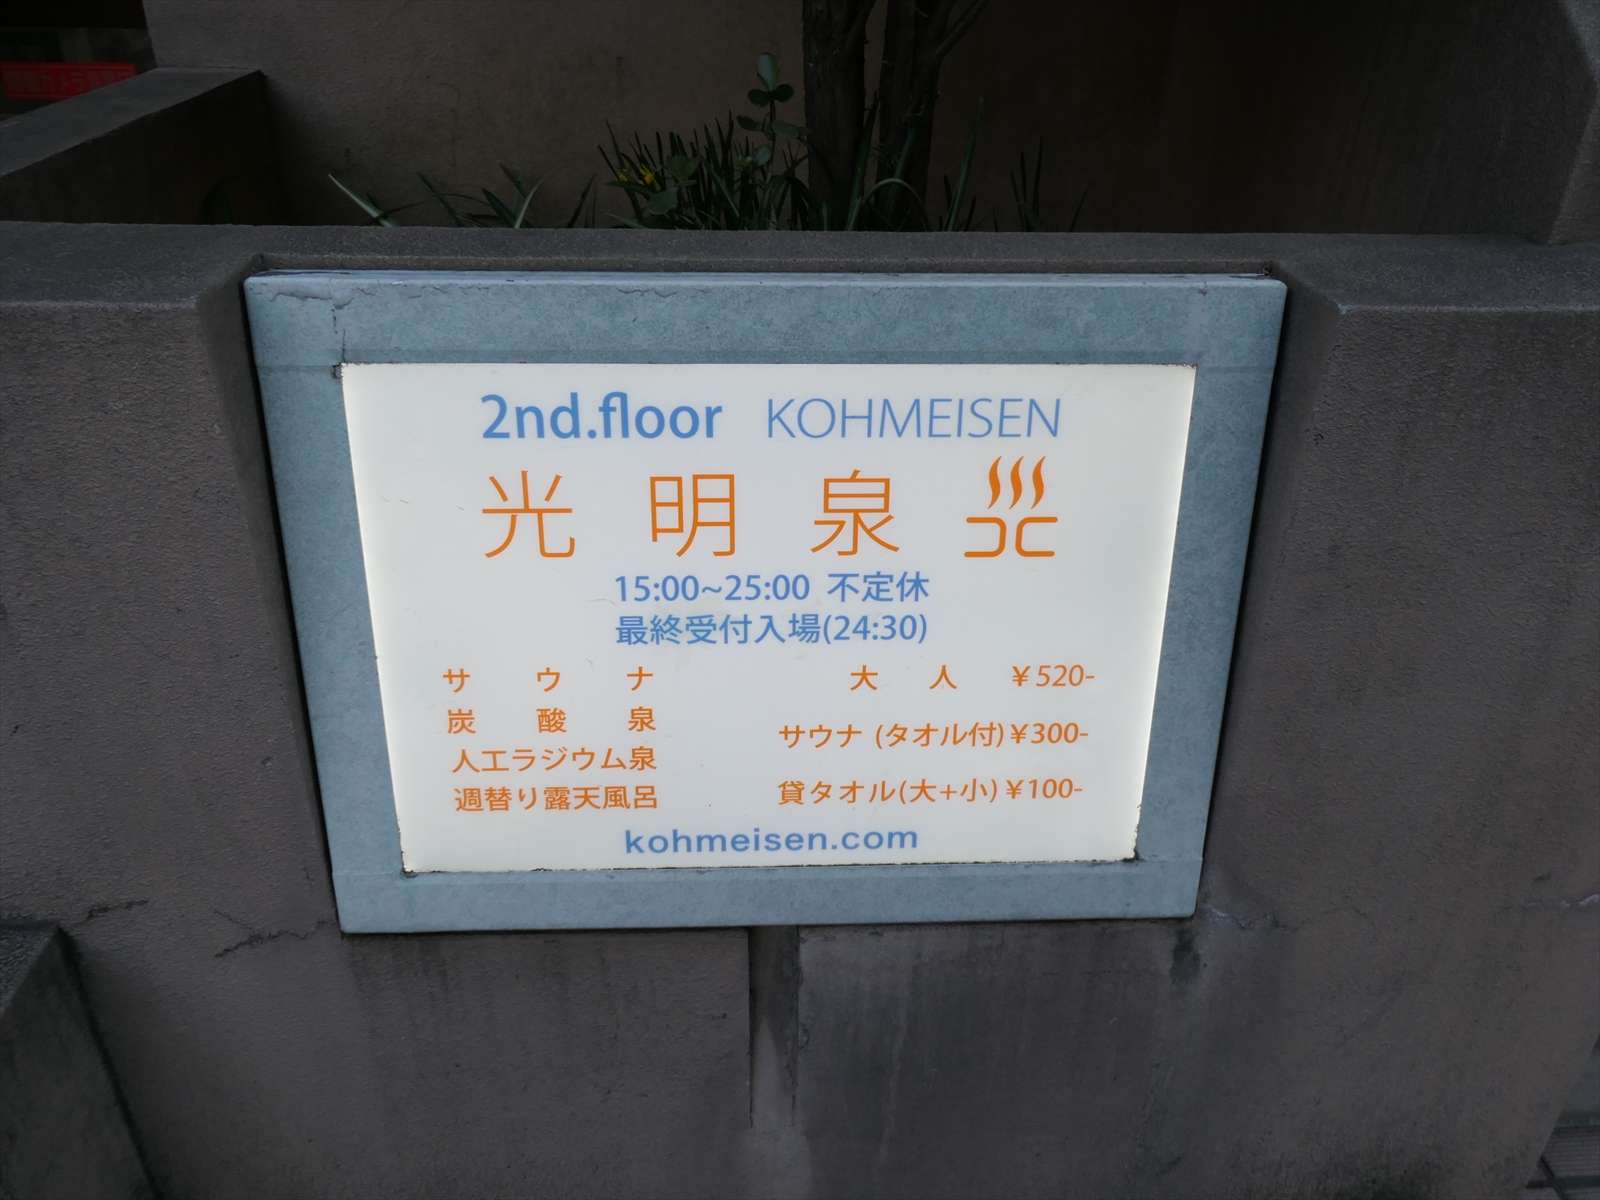 2nd.floor KOHMEISEN
光明泉
15:00~25:00 不定休
最終受付入場(24:30)
サウナ
炭酸泉
人工ラジウム泉
週替り露天風呂
大人 ¥520-
サウナ (タオル付)¥300-
貸タオル(大+小)¥100-
kohmeisen.com